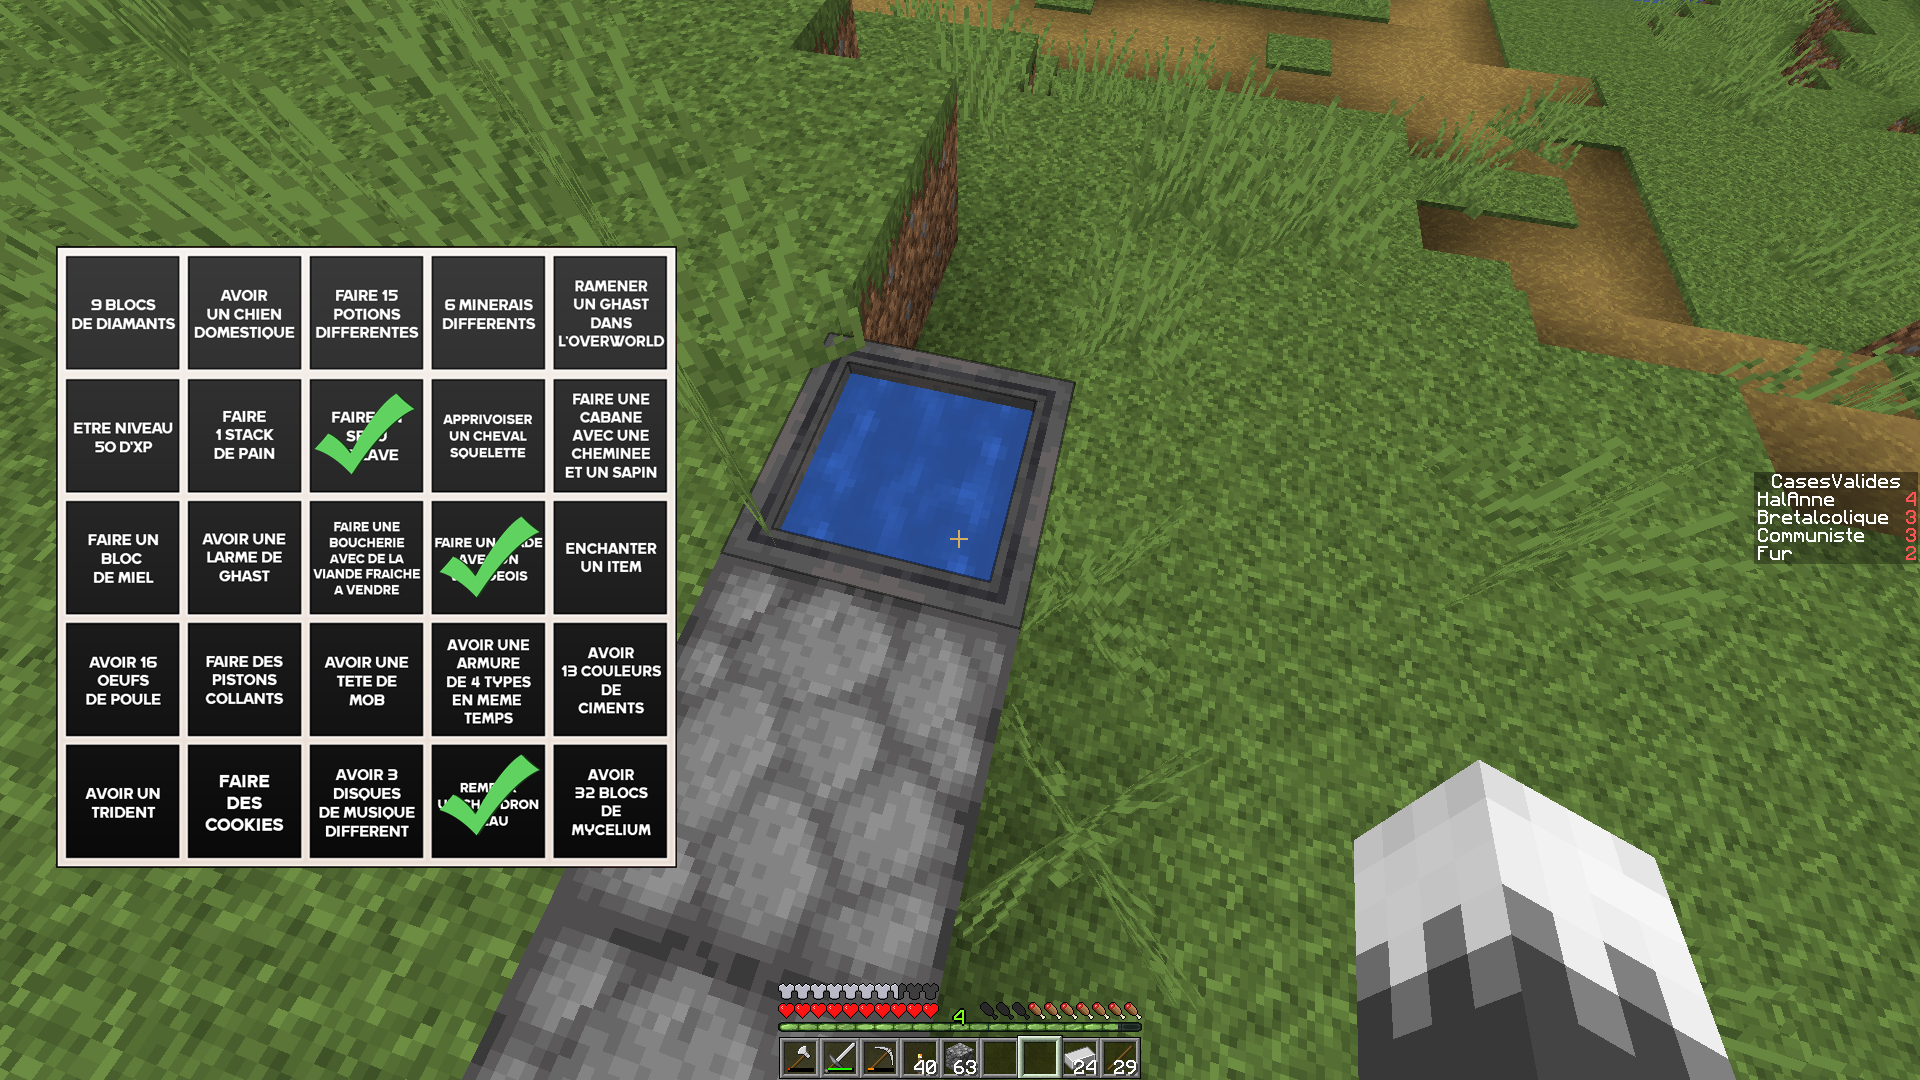 9 BLOCS
DE DIAMANTS
AVOIR
UN CHIEN
DOMESTIQUE
FAIRE 15
POTIONS
DIFFERENTES
6 MINERAIS
DIFFERENTS
RAMENER
UN GHAST
DANS
L'OVERWORLD
ETRE NIVEAU
50 D'XP
FAIRE
1 STACK
DE PAIN
FAIRE
APPRIVOISER
UN CHEVAL
SQUELETTE
FAIRE UNE
CABANE
AVEC UNE
CHEMINEE
ET UN SAPIN
FAIRE UN
BLOC
DE MIEL
AVOIR UNE
LARME DE
GHAST
FAIRE UNE
BOUCHERIE
AVEC DE LA
VIANDE FRAICHE
A VENDRE
FAIRE UN
ENCHANTER
UN ITEM
AVOIR 16
OEUFS
DE POULE
FAIRE DES
PISTONS
COLLANTS
AVOIR UNE
TETE DE
MOB
AVOIR UNE
ARMURE
DE 4 TYPES
EN MEME
TEMPS
AVOIR
13 COULEURS
DE
CIMENTS
AVOIR UN
TRIDENT
FAIRE
DES
COOKIES
AVOIR 3
DISQUES
DE MUSIQUE
DIFFERENT
AVOIR
32 BLOCS
DE
MYCELIUM
CasesValides
HalAnne 4
Bretalcolique 3
Communiste 3
Fur 2
4
40 63 24 29